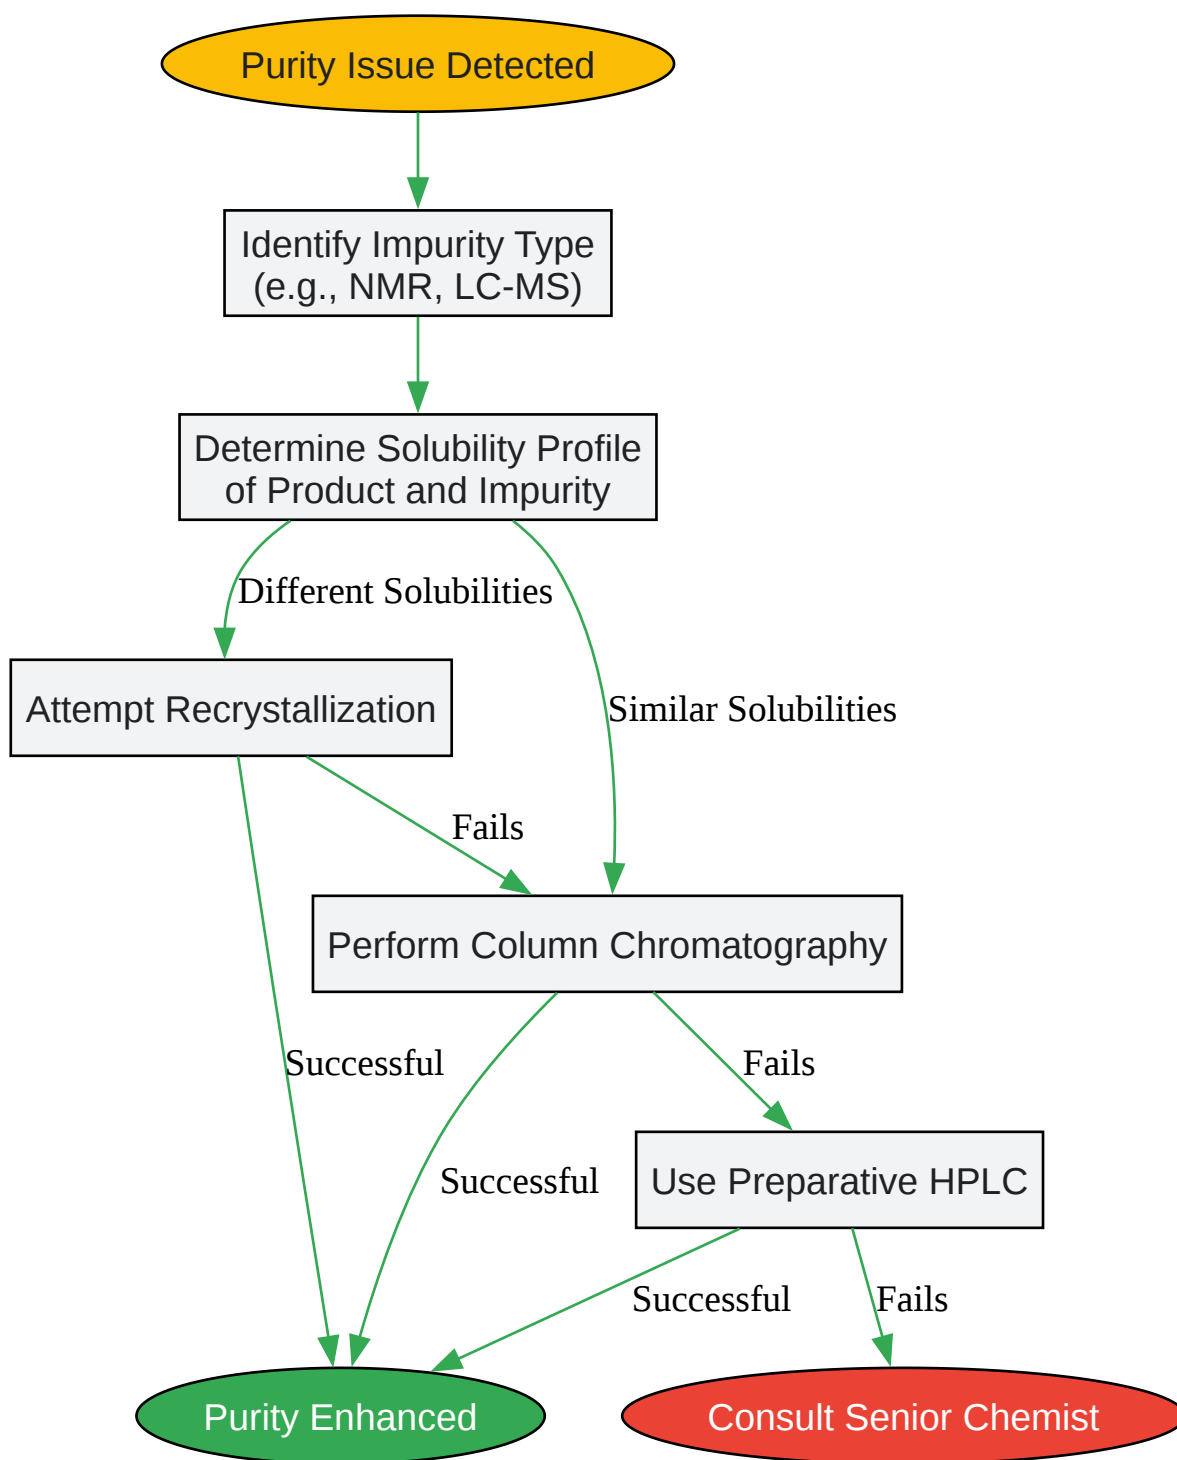 Purity Issue Detected
Identify Impurity Type
(e.g., NMR, LC-MS)
Determine Solubility Profile
of Product and Impurity
Different Solubilities
Attempt Recrystallization
Similar Solubilities
Fails
Perform Column Chromatography
Successful
Fails
Successful
Use Preparative HPLC
Successful
Fails
Purity Enhanced
Consult Senior Chemist